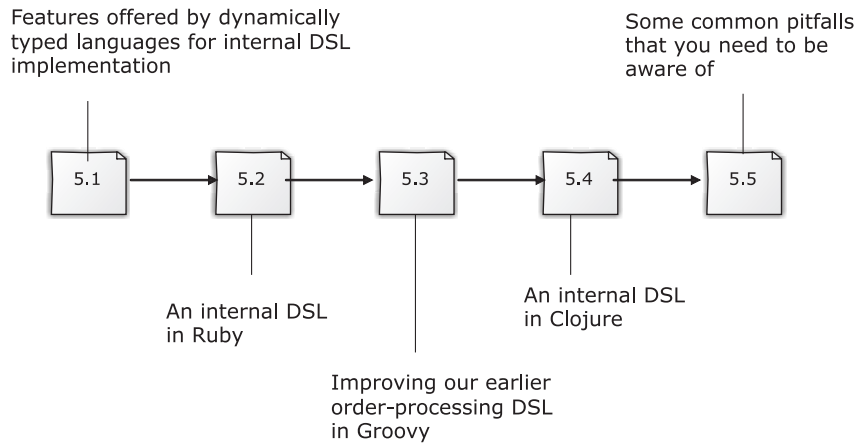 Features offered by dynamically
typed languages for internal DSL
implementation
Some common pitfalls
that you need to be
aware of
5.1
5.2
5.3
5.4
5.5
An internal DSL
in Ruby
An internal DSL
in Clojure
Improving our earlier
order-processing DSL
in Groovy